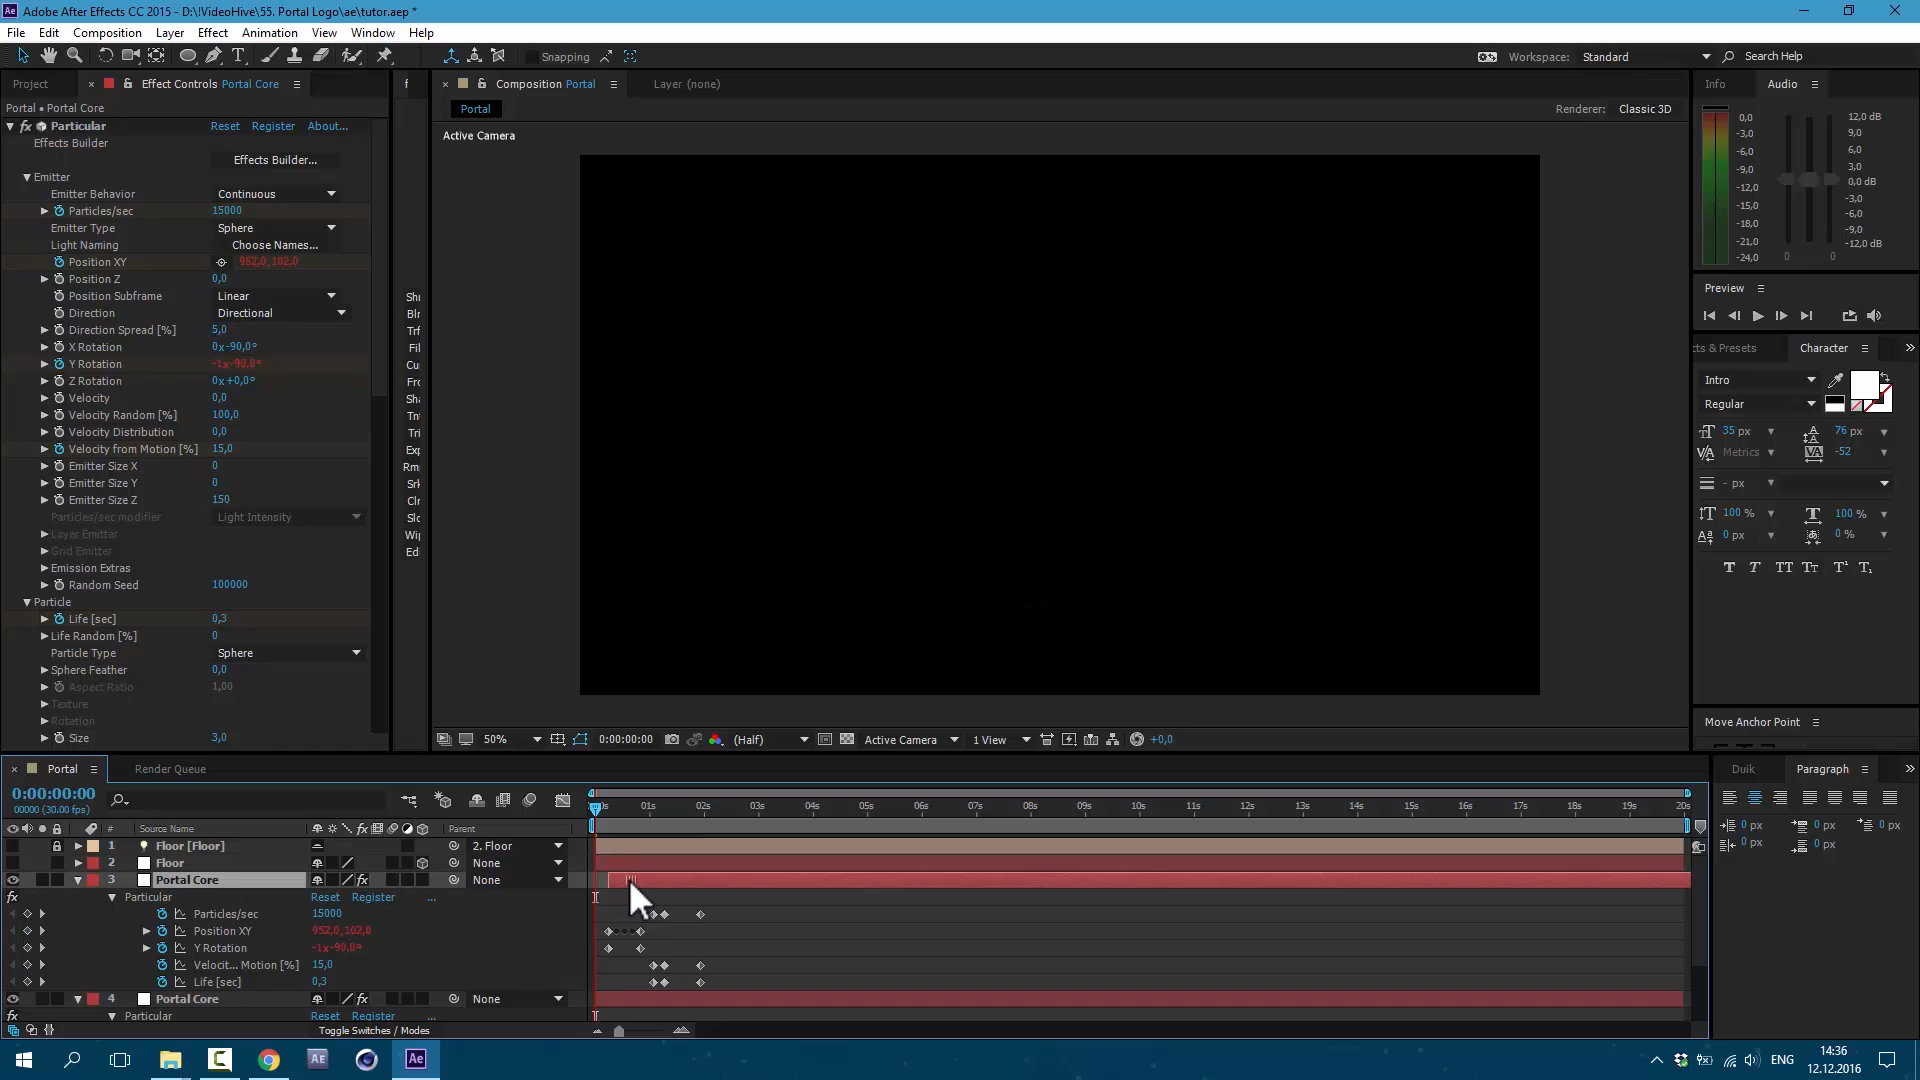 Adobe After Effects CC 2015 - D:\!VideoHive\55. Portal Logo\ae\tutor.aep *
File Edit Composition Layer Effect Animation View Window Help
Snapping
Workspace: Standard
Search Help
Project
Effect Controls Portal Core
Composition Portal
Layer (none)
Info
Audio
Portal • Portal Core
Portal
Renderer: Classic 3D
Active Camera
Particular Reset Register About...
Effects Builder
Effects Builder...
Emitter
Emitter Behavior Continuous
Particles/sec 15000
Emitter Type Sphere
Light Naming Choose Names...
Position XY 952,0,102,0
Position Z 0,0
Position Subframe Linear
Direction Directional
Direction Spread [%] 5,0
X Rotation 0x-90,0°
Y Rotation -1x-90,0°
Z Rotation 0x+0,0°
Velocity 0,0
Velocity Random [%] 100,0
Velocity Distribution 0,0
Velocity from Motion [%] 15,0
Emitter Size X 0
Emitter Size Y 0
Emitter Size Z 150
Particles/sec modifier Light Intensity
Layer Emitter
Grid Emitter
Emission Extras
Random Seed 100000
Particle
Life [sec] 0,3
Life Random [%] 0
Particle Type Sphere
Sphere Feather 0,0
Aspect Ratio 1,00
Texture
Rotation
Size 3,0
f
Blr
Trf
Fil
Cu
Fro
Tri
Exp
Rm
Srk
Slo
Wi
Edi
0,0
-3,0
-6,0
-9,0
-12,0
-15,0
-18,0
-21,0
-24,0
12,0 dB
9,0
6,0
3,0
0,0 dB
-3,0
-6,0
-9,0
-12,0 dB
0 0
Preview
cts & Presets
Character
Intro
Regular
35 px
76 px
Metrics
-52
- px
100 %
100 %
0 px
0 %
T T TT Tт T¹ T₁
Move Anchor Point
50% 0:00:00:00 (Half) Active Camera 1 View +0,0
Portal
Render Queue
0:00:00:00
00000 (30.00 fps)
0s 01s 02s 03s 04s 05s 06s 07s 08s 09s 10s 11s 12s 13s 14s 15s 16s 17s 18s 19s 20s
# Source Name Parent
1 Floor [Floor] 2. Floor
2 Floor None
3 Portal Core None
Particular Reset Register ...
Particles/sec 15000
Position XY 952,0,102,0
Y Rotation -1x-90,0°
Velocit... Motion [%] 15,0
Life [sec] 0,3
4 Portal Core None
Particular Reset Register ...
Toggle Switches / Modes
Duik
Paragraph
0 px 0 px 0 px
0 px 0 px
ENG
14:36
12.12.2016